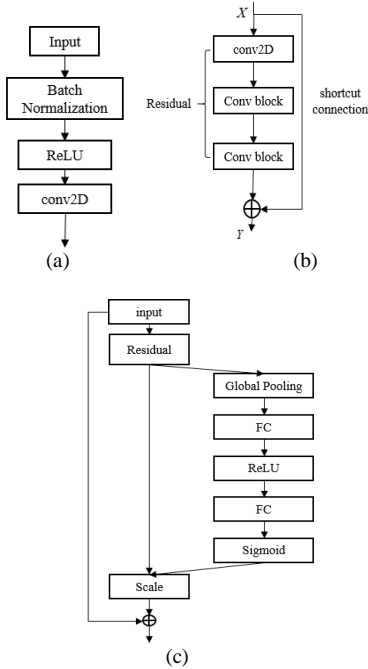 Input
Batch
Normalization
ReLU
conv2D
(a)
X
conv2D
Residual
Conv block
shortcut
connection
Conv block
Y
(b)
input
Residual
Global Pooling
FC
ReLU
FC
Sigmoid
Scale
(c)